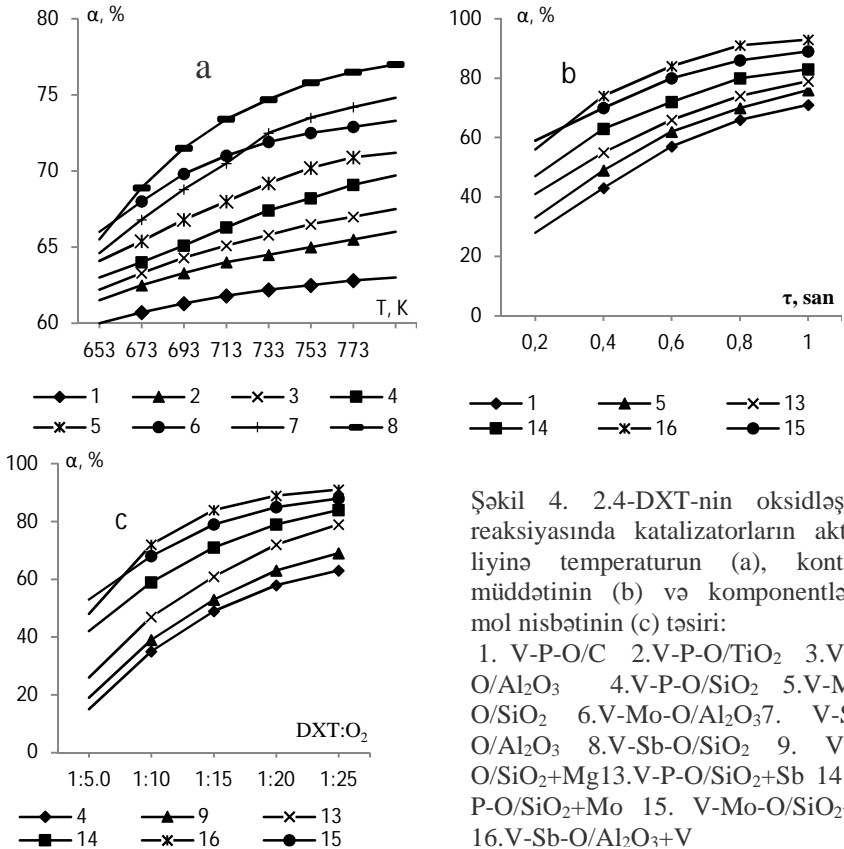 α, %
a
80
75
70
65
60
T, K
653 673 693 713 733 753 773
1 2 3 4
5 6 7 8
α, %
b
100
80
60
40
20
0
τ, san
0,2 0,4 0,6 0,8 1
1 5 13
14 16 15
α, %
c
100
80
60
40
20
0
DXT:O₂
1:5.0 1:10 1:15 1:20 1:25
4 9 13
14 16 15
Şəkil 4. 2.4-DXT-nin oksidləş
reaksiyasında katalizatorların akt
liyinə temperaturun (a), kont
müddətinin (b) və komponentlə
mol nisbətinin (c) təsiri:
1. V-P-O/C 2.V-P-O/TiO₂ 3.V
O/Al₂O₃ 4.V-P-O/SiO₂ 5.V-M
O/SiO₂ 6.V-Mo-O/Al₂O₃7. V-S
O/Al₂O₃ 8.V-Sb-O/SiO₂ 9. V
O/SiO₂+Mg13.V-P-O/SiO₂+Sb 14
P-O/SiO₂+Mo 15. V-Mo-O/SiO₂
16.V-Sb-O/Al₂O₃+V